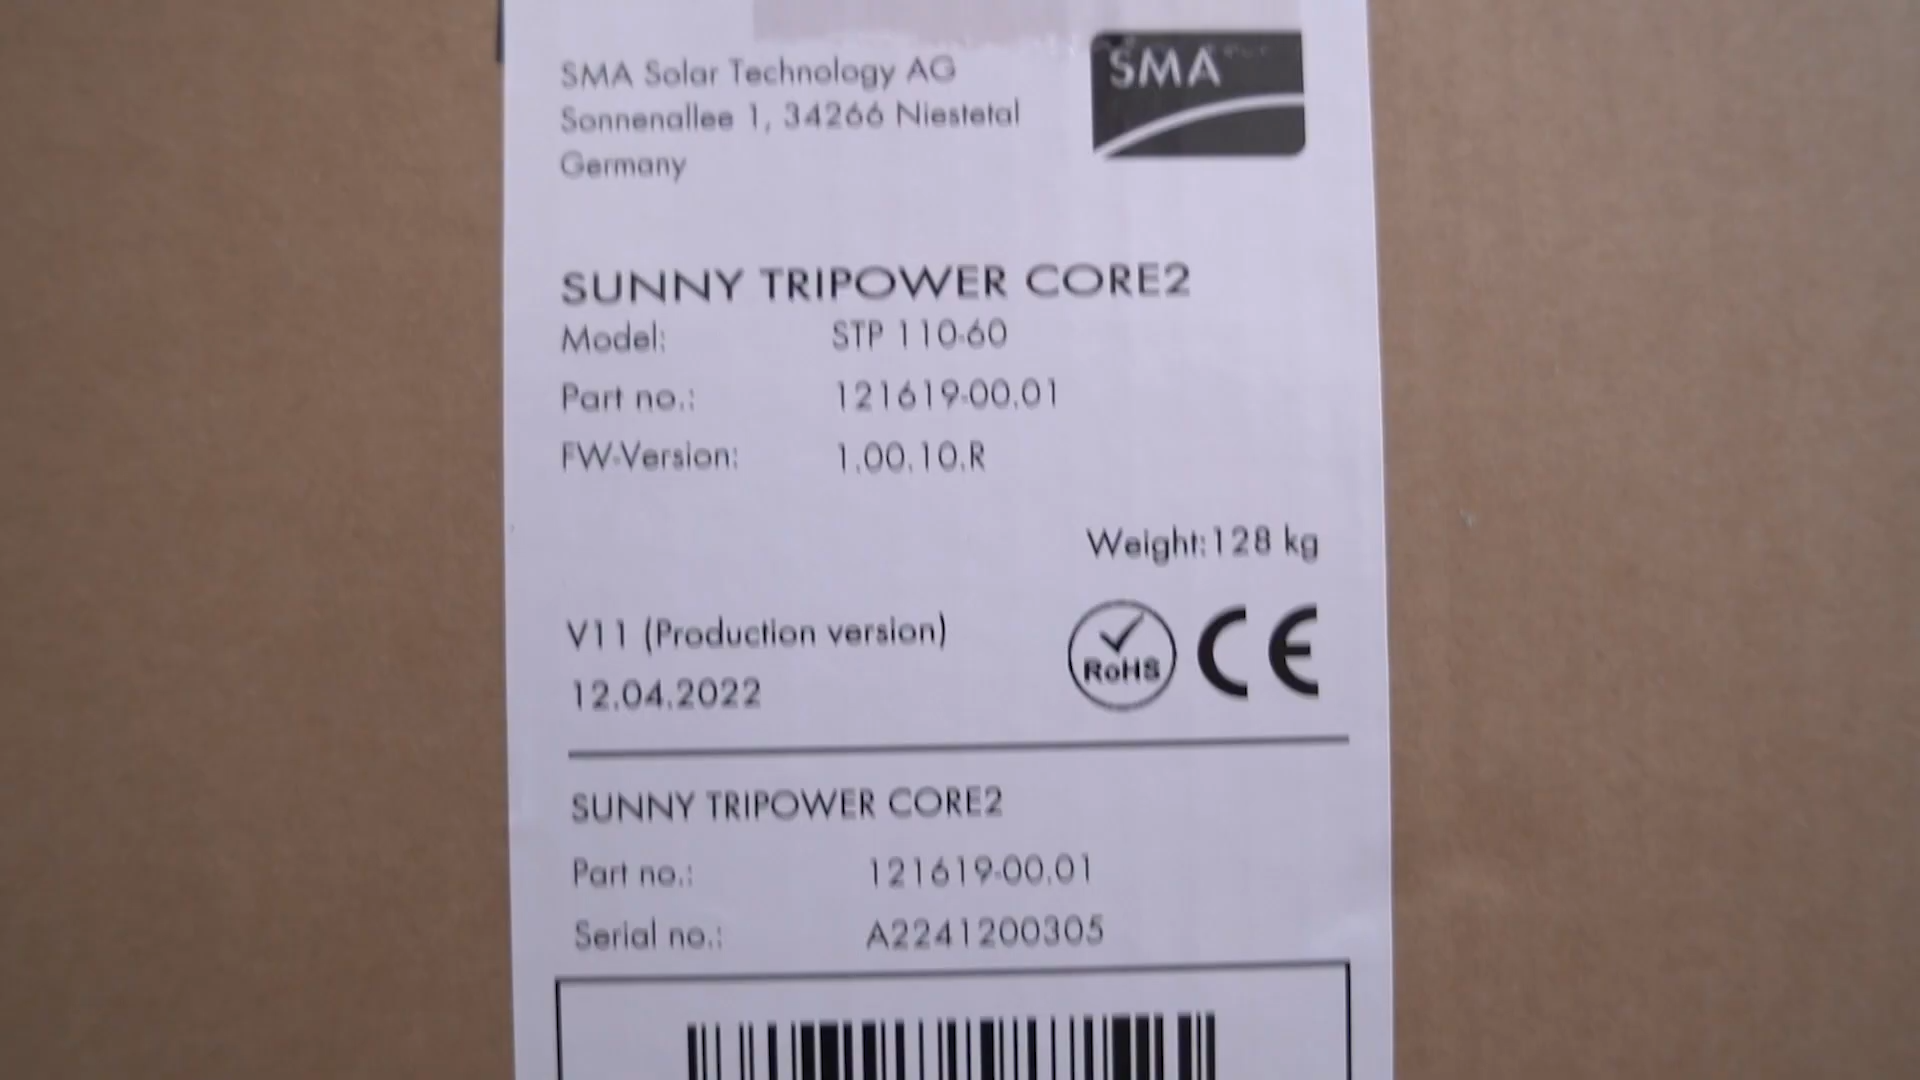 SMA Solar Technology AG
Sonnenallee 1, 34266 Niestetal
Germany
SMA
SUNNY TRIPOWER CORE2
Model: STP 110-60
Part no.: 121619-00.01
FW-Version: 1.00.10.R
Weight:128 kg
V11 (Production version)
12.04.2022
RoHS CE
SUNNY TRIPOWER CORE2
Part no.: 121619-00.01
Serial no.: A2241200305